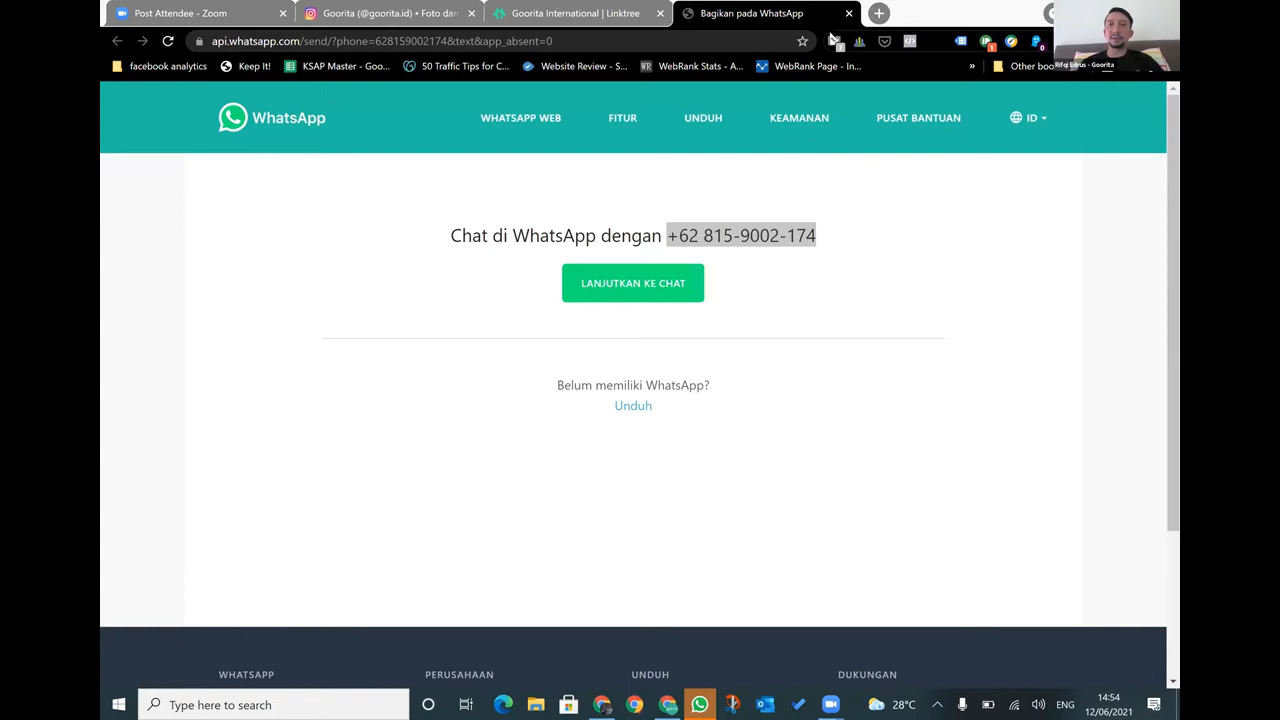 Post Attendee - Zoom
Goorita (@goorita.id) • Foto dan
Goorita International | Linktree
Bagikan pada WhatsApp
api.whatsapp.com/send/?phone=628159002174&text&app_absent=0
facebook analytics
Keep It!
KSAP Master - Goo...
50 Traffic Tips for C...
Website Review - S...
WebRank Stats - A...
WebRank Page - In...
»
Rifqi Edrus - Goorita
WhatsApp
WHATSAPP WEB
FITUR
UNDUH
KEAMANAN
PUSAT BANTUAN
ID
Chat di WhatsApp dengan +62 815-9002-174
LANJUTKAN KE CHAT
Belum memiliki WhatsApp?
Unduh
WHATSAPP
PERUSAHAAN
UNDUH
DUKUNGAN
Type here to search
28°C
ENG
14:54
12/06/2021